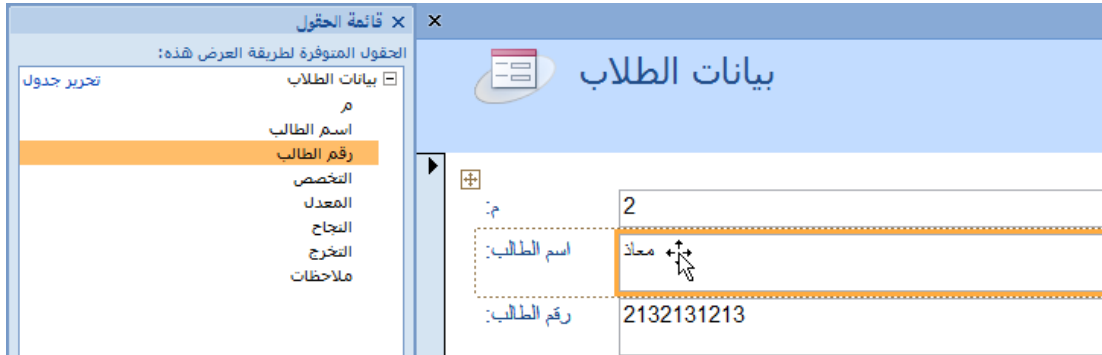 قائمة الحقول
الحقول المتوفرة لطريقة العرض هذه:
بيانات الطلاب تحرير جدول
م
اسم الطالب
رقم الطالب
التخصص
المعدل
النجاح
التخرج
ملاحظات
بيانات الطلاب
م: 2
اسم الطالب: معاذ
رقم الطالب: 2132131213